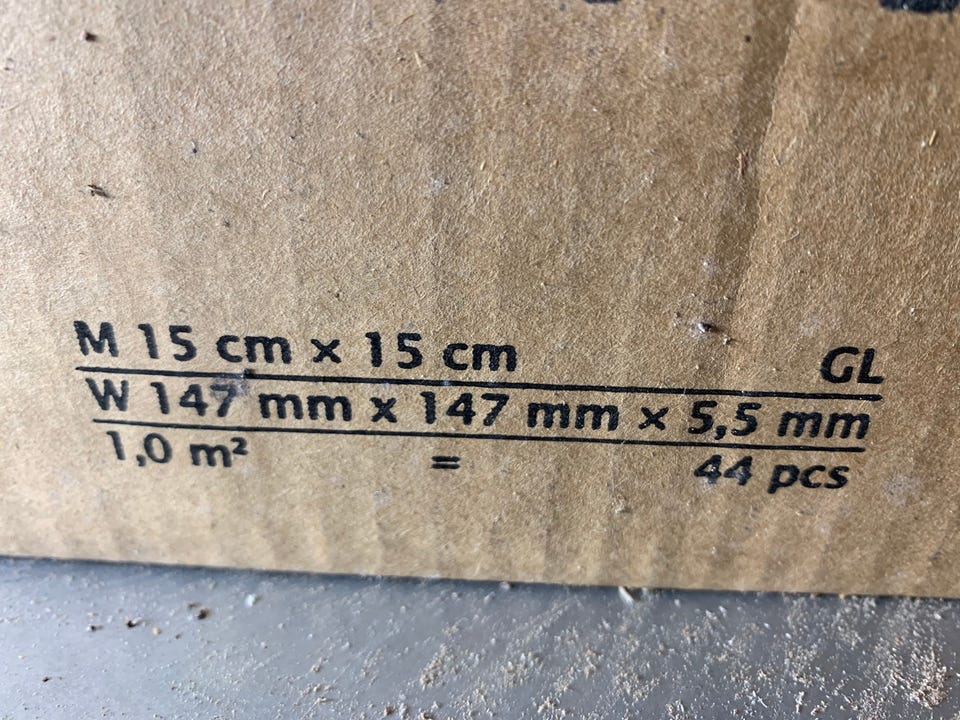 M 15 cm x 15 cm GL
W 147 mm x 147 mm x 5,5 mm
1,0 m² = 44 pcs